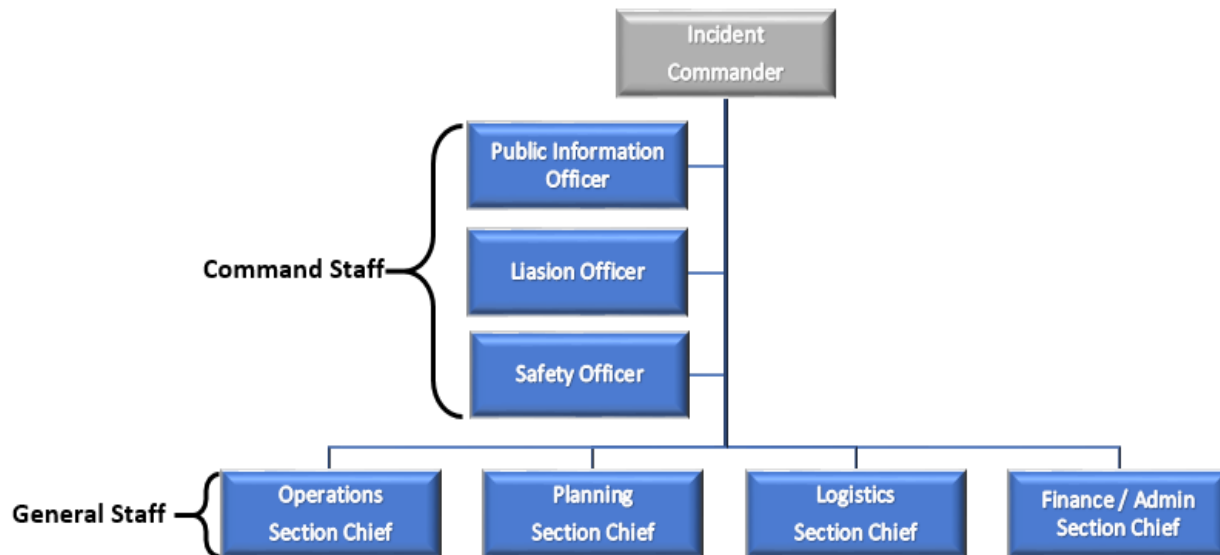 Incident
Commander
Public Information
Officer
Command Staff
Liasion Officer
Safety Officer
General Staff
Operations
Section Chief
Planning
Section Chief
Logistics
Section Chief
Finance / Admin
Section Chief